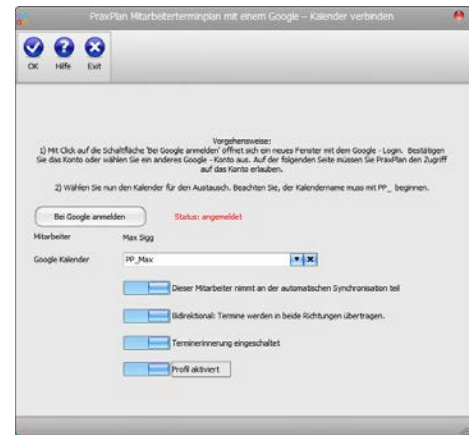 PraxPlan Mitarbeiterterminplan mit einem Google – Kalender verbinden
OK Hilfe Exit
Vorgehensweise:
1) Mit Click auf die Schaltfläche 'Bei Google anmelden' öffnet sich ein neues Fenster mit dem Google - Login. Bestätigen
Sie das Konto oder wählen Sie ein anderes Google - Konto aus. Auf der folgenden Seite müssen Sie PraxPlan den Zugriff
auf das Konto erlauben.
2) Wählen Sie nun den Kalender für den Austausch. Beachten Sie, der Kalendername muss mit PP_ beginnen.
Bei Google anmelden Status: angemeldet
Mitarbeiter Max Sigg
Google Kalender PP_Max
Dieser Mitarbeiter nimmt an der automatischen Synchronisation teil
Bidirektional: Termine werden in beide Richtungen übertragen.
Terminerinnerung eingeschaltet
Profil aktiviert